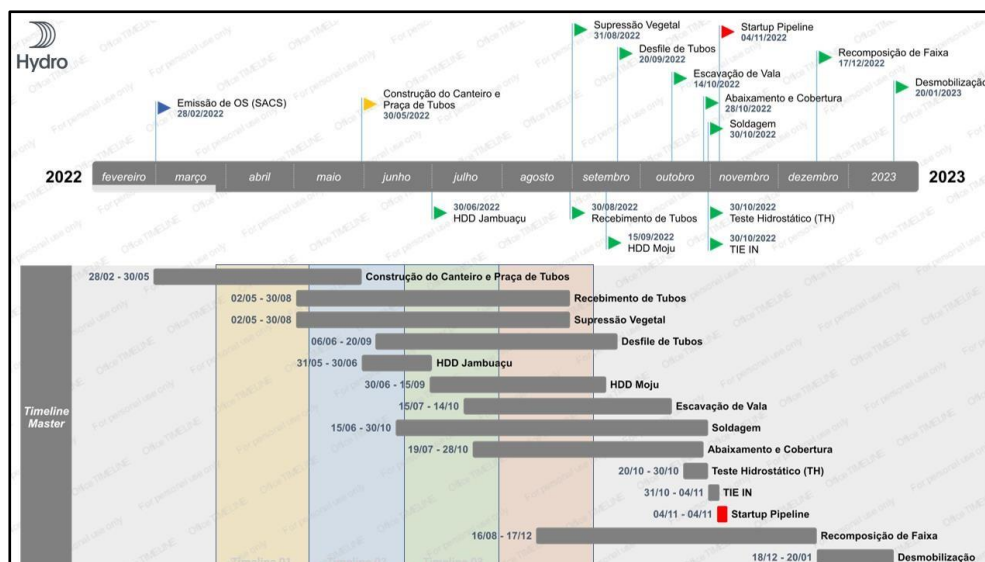 Hydro
Supressão Vegetal
31/08/2022
Startup Pipeline
04/11/2022
Desfile de Tubos
20/09/2022
Recomposição de Faixa
17/12/2022
Escavação de Vala
14/10/2022
Desmobilização
20/01/2023
Emissão de OS (SACS)
28/02/2022
Construção do Canteiro e
Praça de Tubos
30/05/2022
Abaixamento e Cobertura
28/10/2022
Soldagem
30/10/2022
2022 fevereiro março abril maio junho julho agosto setembro outubro novembro dezembro 2023 2023
30/06/2022
HDD Jambuaçu
30/08/2022
Recebimento de Tubos
30/10/2022
Teste Hidrostático (TH)
15/09/2022
HDD Moju
30/10/2022
TIE IN
Timeline
Master
28/02 - 30/05 Construção do Canteiro e Praça de Tubos
02/05 - 30/08 Recebimento de Tubos
02/05 - 30/08 Supressão Vegetal
06/06 - 20/09 Desfile de Tubos
31/05 - 30/06 HDD Jambuaçu
30/06 - 15/09 HDD Moju
15/07 - 14/10 Escavação de Vala
15/06 - 30/10 Soldagem
19/07 - 28/10 Abaixamento e Cobertura
20/10 - 30/10 Teste Hidrostático (TH)
31/10 - 04/11 TIE IN
04/11 - 04/11 Startup Pipeline
16/08 - 17/12 Recomposição de Faixa
18/12 - 20/01 Desmobilização
For personal use only
Office TIMELINE